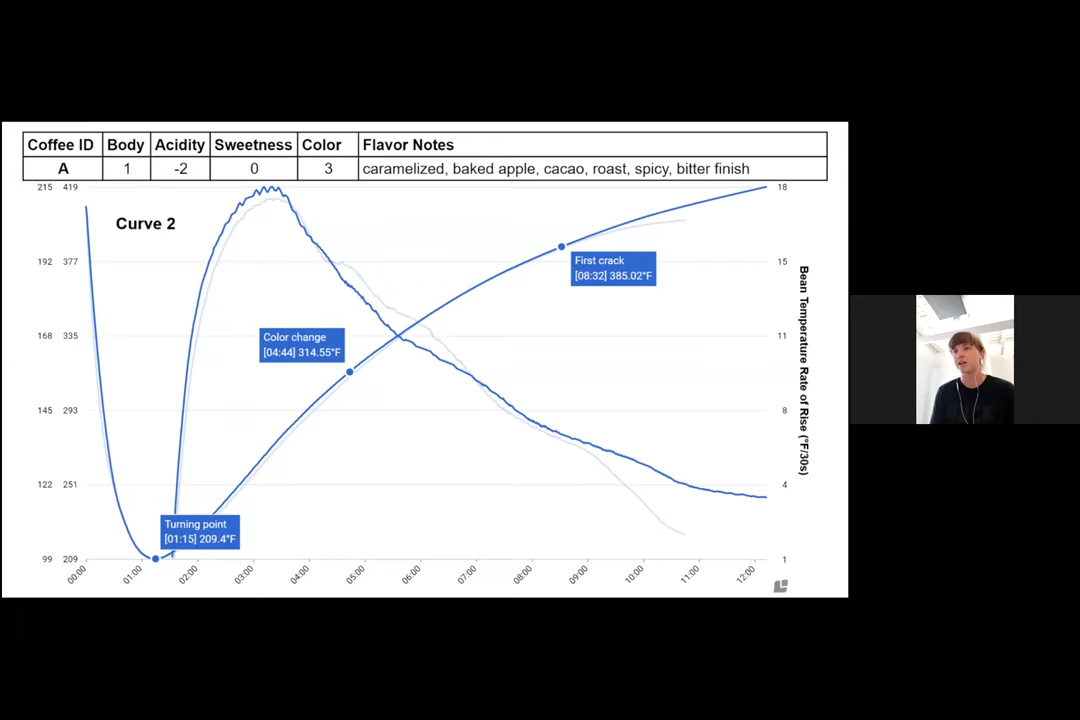 Coffee ID Body Acidity Sweetness Color Flavor Notes
A 1 -2 0 3 caramelized, baked apple, cacao, roast, spicy, bitter finish
215 419 18
Curve 2
192 377 15
First crack
[08:32] 385.02°F
168 335 11
Color change
[04:44] 314.55°F
145 293 8
122 251 4
Turning point
[01:15] 209.4°F
99 209 1
00:00 01:00 02:00 03:00 04:00 05:00 06:00 07:00 08:00 09:00 10:00 11:00 12:00
Bean Temperature Rate of Rise (°F/30s)